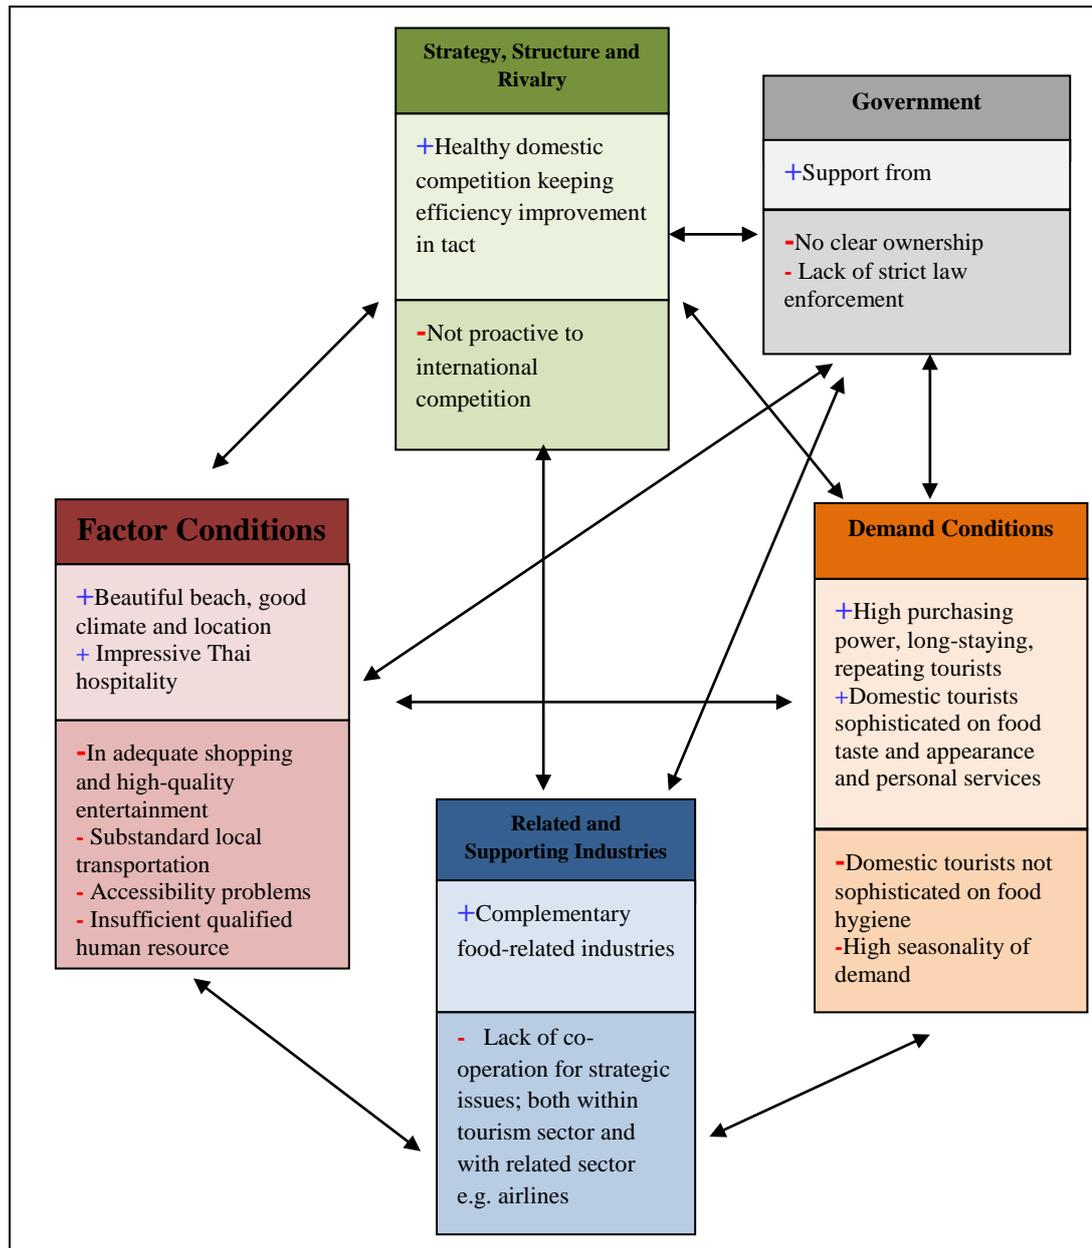 Strategy, Structure and
Rivalry
+Healthy domestic
competition keeping
efficiency improvement
in tact
-Not proactive to
international
competition
Government
+Support from
-No clear ownership
- Lack of strict law
enforcement
Factor Conditions
+Beautiful beach, good
climate and location
+ Impressive Thai
hospitality
-In adequate shopping
and high-quality
entertainment
- Substandard local
transportation
- Accessibility problems
- Insufficient qualified
human resource
Demand Conditions
+High purchasing
power, long-staying,
repeating tourists
+Domestic tourists
sophisticated on food
taste and appearance
and personal services
-Domestic tourists not
sophisticated on food
hygiene
-High seasonality of
demand
Related and
Supporting Industries
+Complementary
food-related industries
- Lack of co-
operation for strategic
issues; both within
tourism sector and
with related sector
e.g. airlines